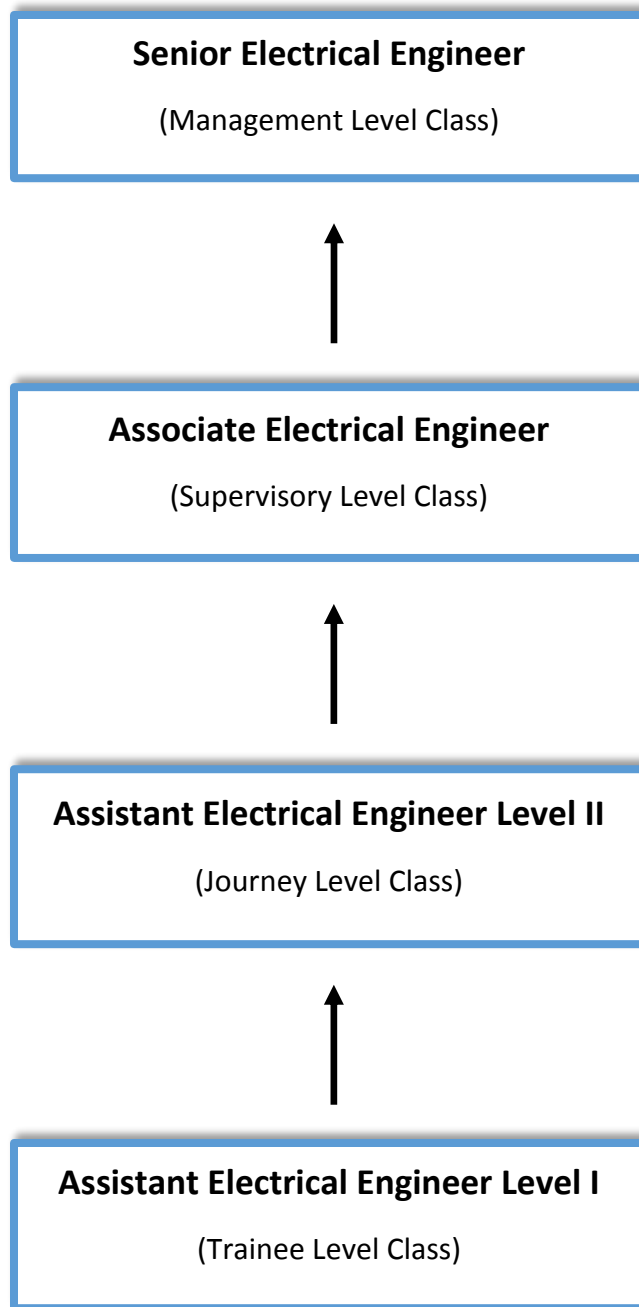 Senior Electrical Engineer
(Management Level Class)
Associate Electrical Engineer
(Supervisory Level Class)
Assistant Electrical Engineer Level II
(Journey Level Class)
Assistant Electrical Engineer Level I
(Trainee Level Class)